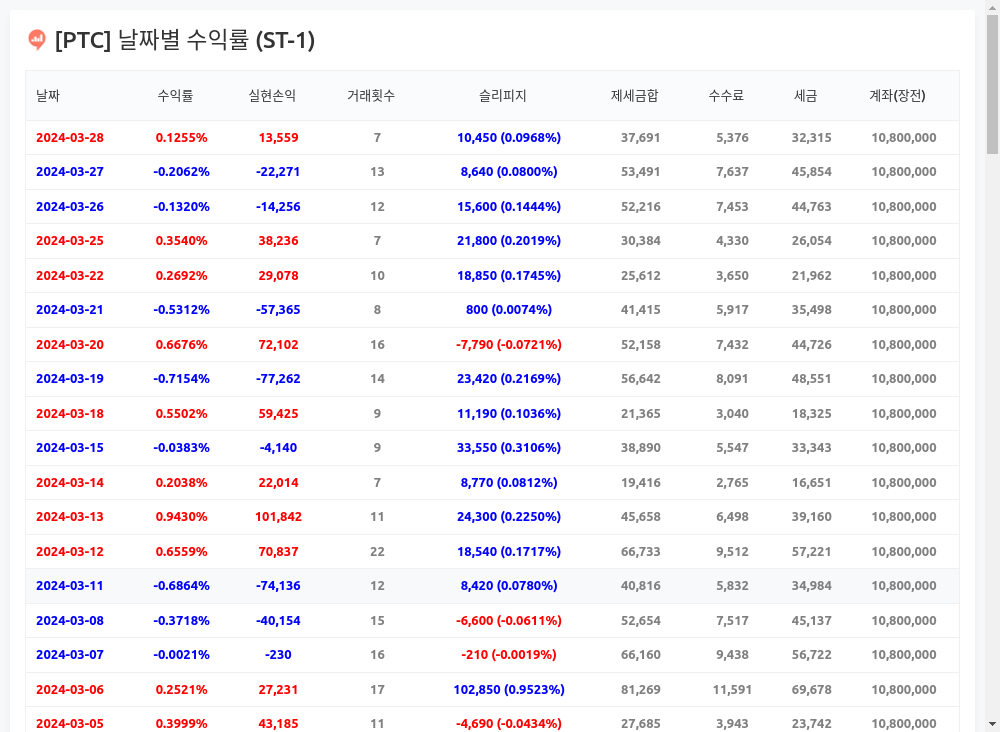 [PTC] 날짜별 수익률 (ST-1)
날짜 수익률 실현손익 거래횟수 슬리피지 제세금합 수수료 세금 계좌(장전)
2024-03-28 0.1255% 13,559 7 10,450 (0.0968%) 37,691 5,376 32,315 10,800,000
2024-03-27 -0.2062% -22,271 13 8,640 (0.0800%) 53,491 7,637 45,854 10,800,000
2024-03-26 -0.1320% -14,256 12 15,600 (0.1444%) 52,216 7,453 44,763 10,800,000
2024-03-25 0.3540% 38,236 7 21,800 (0.2019%) 30,384 4,330 26,054 10,800,000
2024-03-22 0.2692% 29,078 10 18,850 (0.1745%) 25,612 3,650 21,962 10,800,000
2024-03-21 -0.5312% -57,365 8 800 (0.0074%) 41,415 5,917 35,498 10,800,000
2024-03-20 0.6676% 72,102 16 -7,790 (-0.0721%) 52,158 7,432 44,726 10,800,000
2024-03-19 -0.7154% -77,262 14 23,420 (0.2169%) 56,642 8,091 48,551 10,800,000
2024-03-18 0.5502% 59,425 9 11,190 (0.1036%) 21,365 3,040 18,325 10,800,000
2024-03-15 -0.0383% -4,140 9 33,550 (0.3106%) 38,890 5,547 33,343 10,800,000
2024-03-14 0.2038% 22,014 7 8,770 (0.0812%) 19,416 2,765 16,651 10,800,000
2024-03-13 0.9430% 101,842 11 24,300 (0.2250%) 45,658 6,498 39,160 10,800,000
2024-03-12 0.6559% 70,837 22 18,540 (0.1717%) 66,733 9,512 57,221 10,800,000
2024-03-11 -0.6864% -74,136 12 8,420 (0.0780%) 40,816 5,832 34,984 10,800,000
2024-03-08 -0.3718% -40,154 15 -6,600 (-0.0611%) 52,654 7,517 45,137 10,800,000
2024-03-07 -0.0021% -230 16 -210 (-0.0019%) 66,160 9,438 56,722 10,800,000
2024-03-06 0.2521% 27,231 17 102,850 (0.9523%) 81,269 11,591 69,678 10,800,000
2024-03-05 0.3999% 43,185 11 -4,690 (-0.0434%) 27,685 3,943 23,742 10,800,000